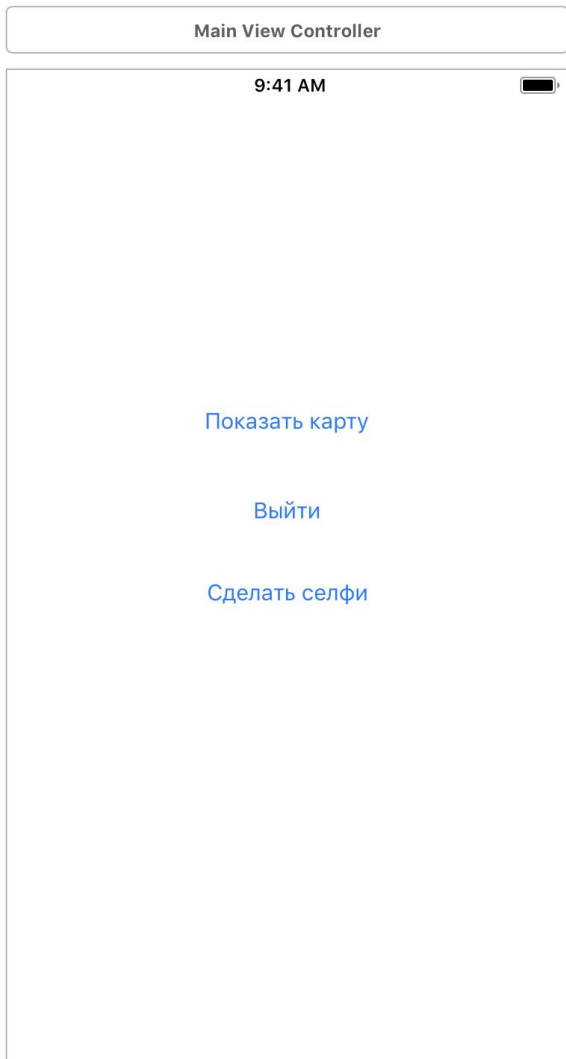 Main View Controller
9:41 AM
Показать карту
Выйти
Сделать селфи